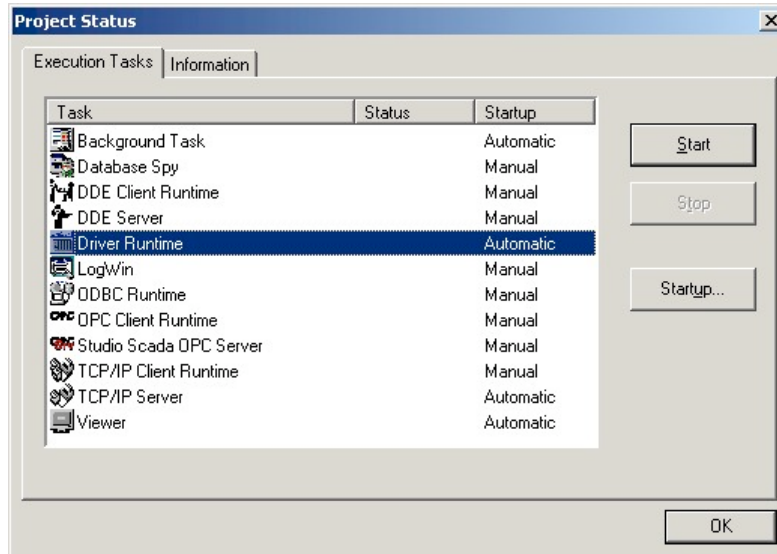 Project Status
Execution Tasks Information
Task Status Startup
Background Task Automatic
Database Spy Manual
DDE Client Runtime Manual
DDE Server Manual
Driver Runtime Automatic
LogWin Manual
ODBC Runtime Manual
OPC Client Runtime Manual
Studio Scada OPC Server Manual
TCP/IP Client Runtime Manual
TCP/IP Server Automatic
Viewer Automatic
Start
Stop
Startup...
OK